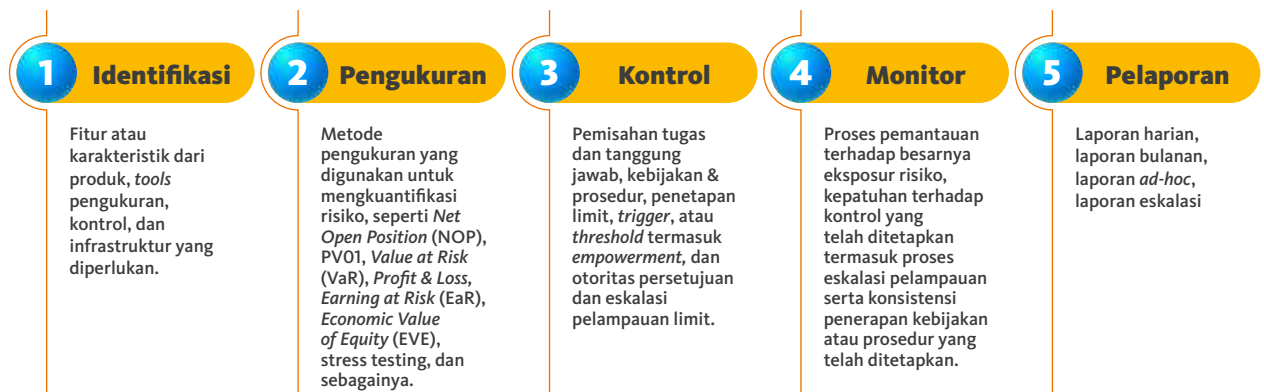 1 Identifikasi
Fitur atau
karakteristik dari
produk, tools
pengukuran,
kontrol, dan
infrastruktur yang
diperlukan.
2 Pengukuran
Metode
pengukuran yang
digunakan untuk
mengkuantifikasi
risiko, seperti Net
Open Position (NOP),
PV01, Value at Risk
(VaR), Profit & Loss,
Earning at Risk (EaR),
Economic Value
of Equity (EVE),
stress testing, dan
sebagainya.
3 Kontrol
Pemisahan tugas
dan tanggung
jawab, kebijakan &
prosedur, penetapan
limit, trigger, atau
threshold termasuk
empowerment, dan
otoritas persetujuan
dan eskalasi
pelampauan limit.
4 Monitor
Proses pemantauan
terhadap besarnya
eksposur risiko,
kepatuhan terhadap
kontrol yang
telah ditetapkan
termasuk proses
eskalasi pelampauan
serta konsistensi
penerapan kebijakan
atau prosedur yang
telah ditetapkan.
5 Pelaporan
Laporan harian,
laporan bulanan,
laporan ad-hoc,
laporan eskalasi